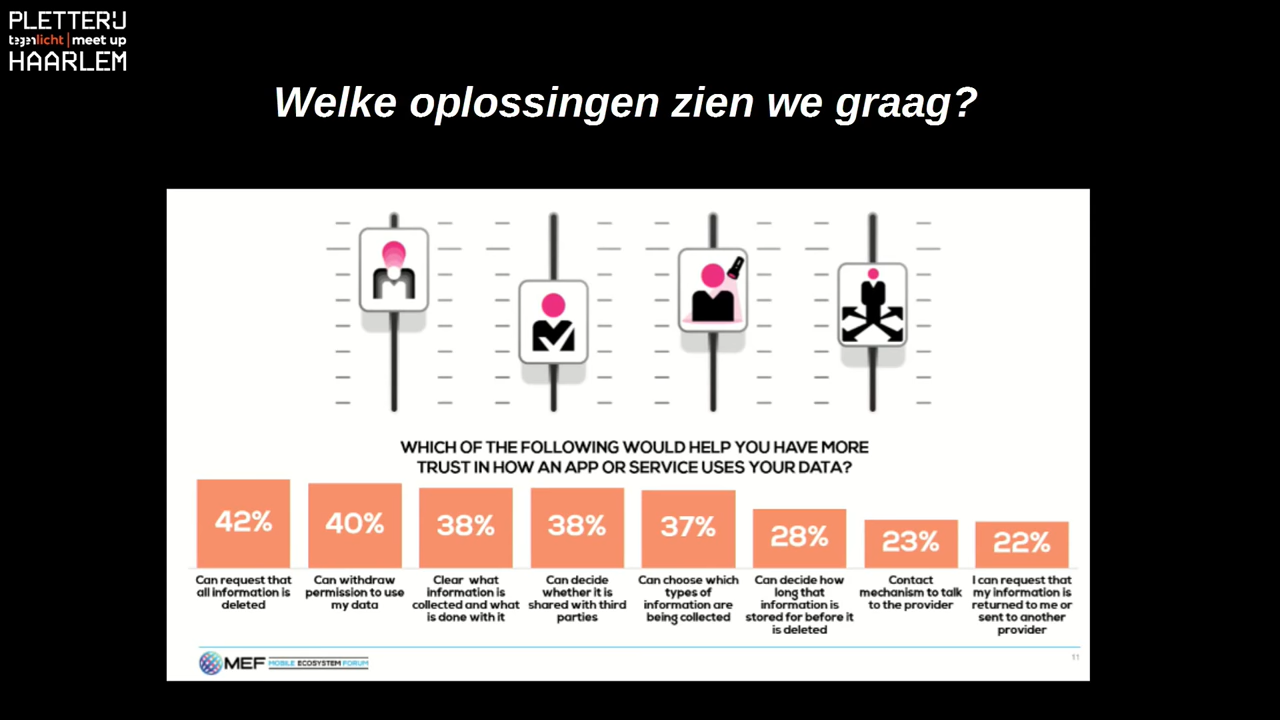 PLETTERIJ
tegenlicht | meet up
HAARLEM
Welke oplossingen zien we graag?
WHICH OF THE FOLLOWING WOULD HELP YOU HAVE MORE
TRUST IN HOW AN APP OR SERVICE USES YOUR DATA?
42%
Can request that
all information is
deleted
40%
Can withdraw
permission to use
my data
38%
Clear what
information is
collected and what
is done with it
38%
Can decide
whether it is
shared with third
parties
37%
Can choose which
types of
information are
being collected
28%
Can decide how
long that
information is
stored for before it
is deleted
23%
Contact
mechanism to talk
to the provider
22%
I can request that
my information is
returned to me or
sent to another
provider
MEF MOBILE ECOSYSTEM FORUM
11